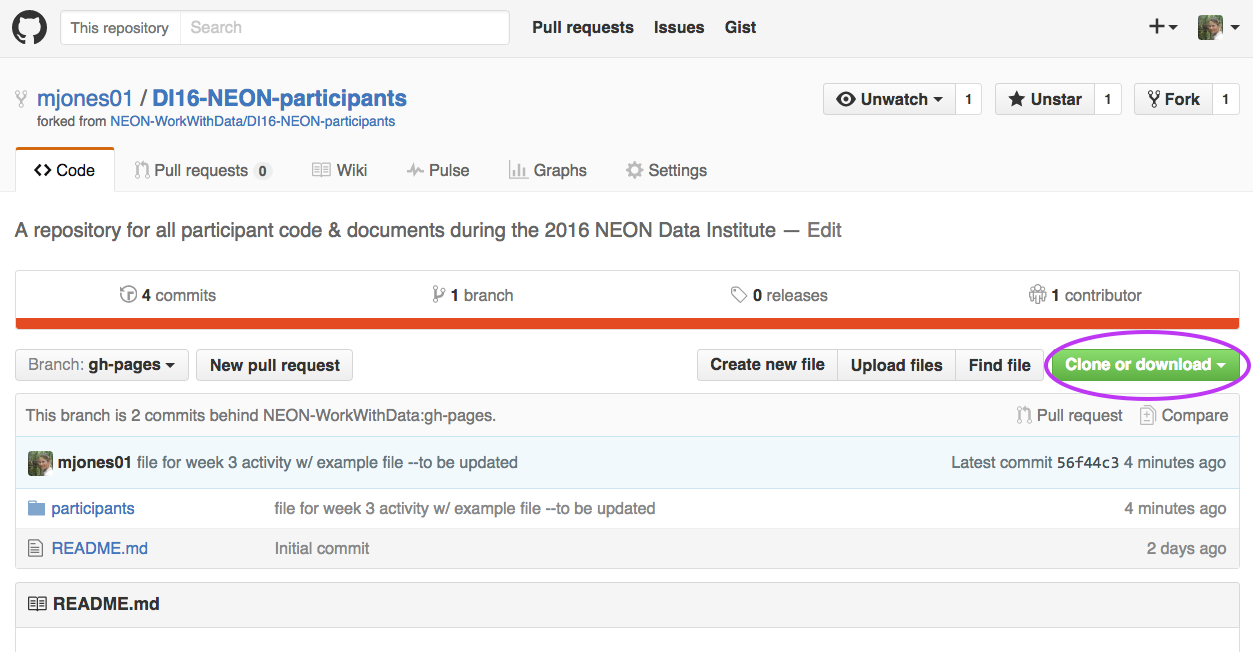 This repository Search Pull requests Issues Gist
mjones01 / DI16-NEON-participants Unwatch 1 Unstar 1 Fork 1
forked from NEON-WorkWithData/DI16-NEON-participants
Code Pull requests 0 Wiki Pulse Graphs Settings
A repository for all participant code & documents during the 2016 NEON Data Institute — Edit
4 commits 1 branch 0 releases 1 contributor
Branch: gh-pages New pull request Create new file Upload files Find file Clone or download
This branch is 2 commits behind NEON-WorkWithData:gh-pages. Pull request Compare
mjones01 file for week 3 activity w/ example file --to be updated Latest commit 56f44c3 4 minutes ago
participants file for week 3 activity w/ example file --to be updated 4 minutes ago
README.md Initial commit 2 days ago
README.md